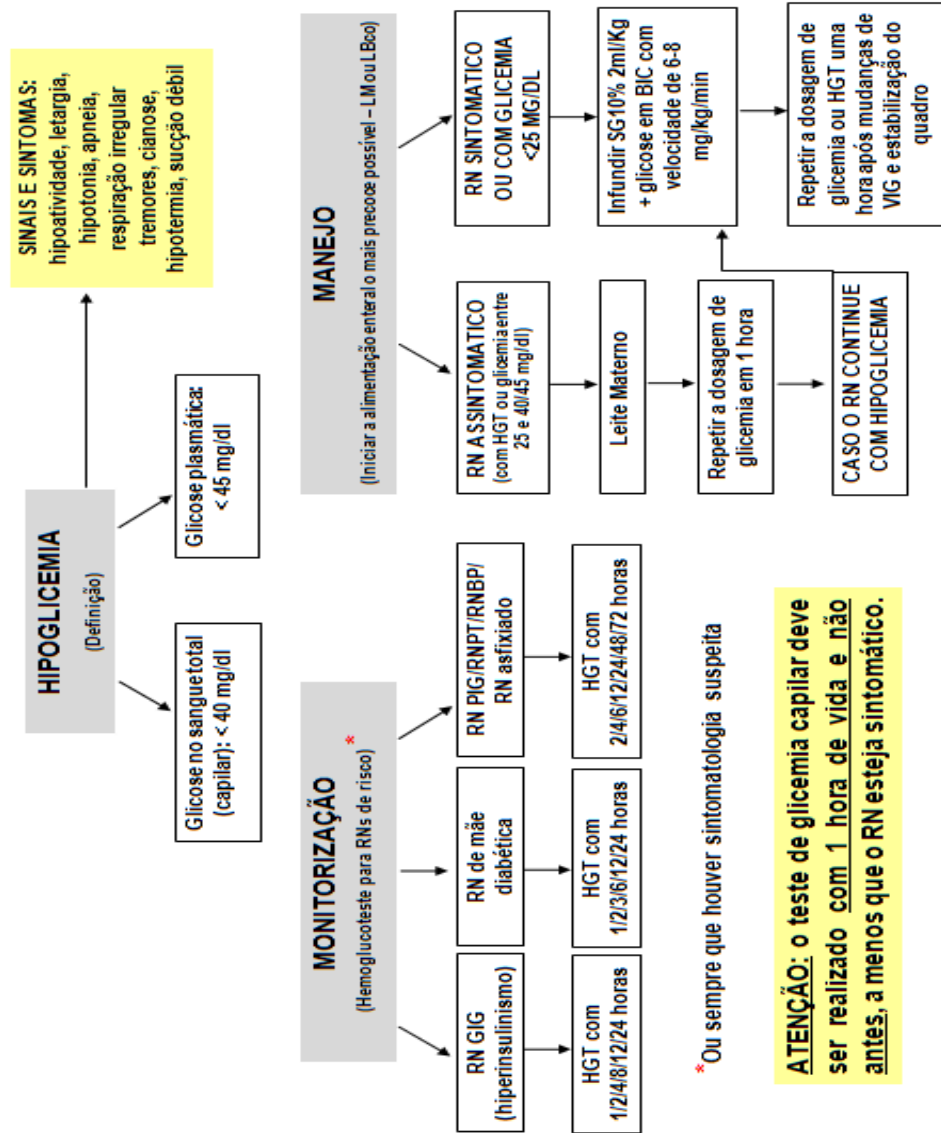 HIPOGLICEMIA
(Definição)
Glicose no sangue total
(capilar): < 40 mg/dl
Glicose plasmática:
< 45 mg/dl
SINAIS E SINTOMAS:
hipoatividade, letargia,
hipotonia, apneia,
respiração irregular
tremores, cianose,
hipotermia, sucção débil
MONITORIZAÇÃO
(Hemoglucoteste para RNs de risco) *
RN GIG
(hiperinsulinismo)
HGT com
1/2/4/8/12/24 horas
RN de mãe
diabética
HGT com
1/2/3/6/12/24 horas
RN PIG/RNPT/RNBP/
RN asfixiado
HGT com
2/4/6/12/24/48/72 horas
*Ou sempre que houver sintomatologia suspeita
ATENÇÃO: o teste de glicemia capilar deve
ser realizado com 1 hora de vida e não
antes, a menos que o RN esteja sintomático.
MANEJO
(Iniciar a alimentação enteral o mais precoce possível – LM ou LBco)
RN ASSINTOMATICO
(com HGT ou glicemia entre
25 e 40/45 mg/dl)
Leite Materno
Repetir a dosagem de
glicemia em 1 hora
CASO O RN CONTINUE
COM HIPOGLICEMIA
RN SINTOMATICO
OU COM GLICEMIA
<25 MG/DL
Infundir SG10% 2ml/Kg
+ glicose em BIC com
velocidade de 6-8
mg/kg/min
Repetir a dosagem de
glicemia ou HGT uma
hora após mudanças de
VIG e estabilização do
quadro